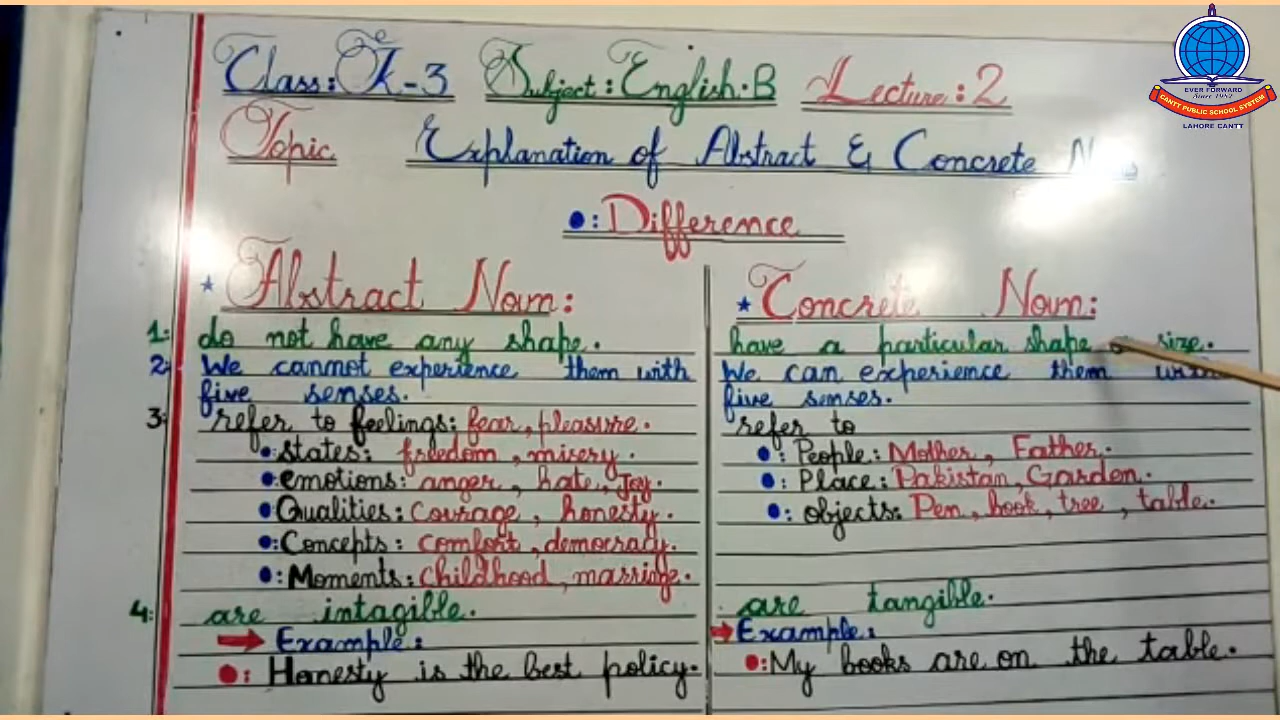 Class: K-3 Subject: English.B Lecture: 2
Topic Explanation of Abstract & Concrete
•: Difference
Abstract Noun:
1: do not have any shape.
2: We cannot experience them with
five senses.
3: refer to feelings: fear, pleasure.
• States: freedom, misery.
• emotions: anger, hate, Joy.
•: Qualities: Courage, honesty.
•: Concepts: comfort, democracy.
•: Moments: childhood, marriage.
4: are intagible.
→ Example:
•: Honesty is the best policy.
Concrete Noun:
have a particular shape size.
We can experience them with
five senses.
refer to
•: People: Mother, Father.
•: Place: Pakistan, Garden.
•: objects: Pen, book, tree, table.
are tangible.
→ Example:
•: My books are on the table.
EVER FORWARD
Since 1982
CANTT PUBLIC SCHOOL SYSTEM
LAHORE CANTT